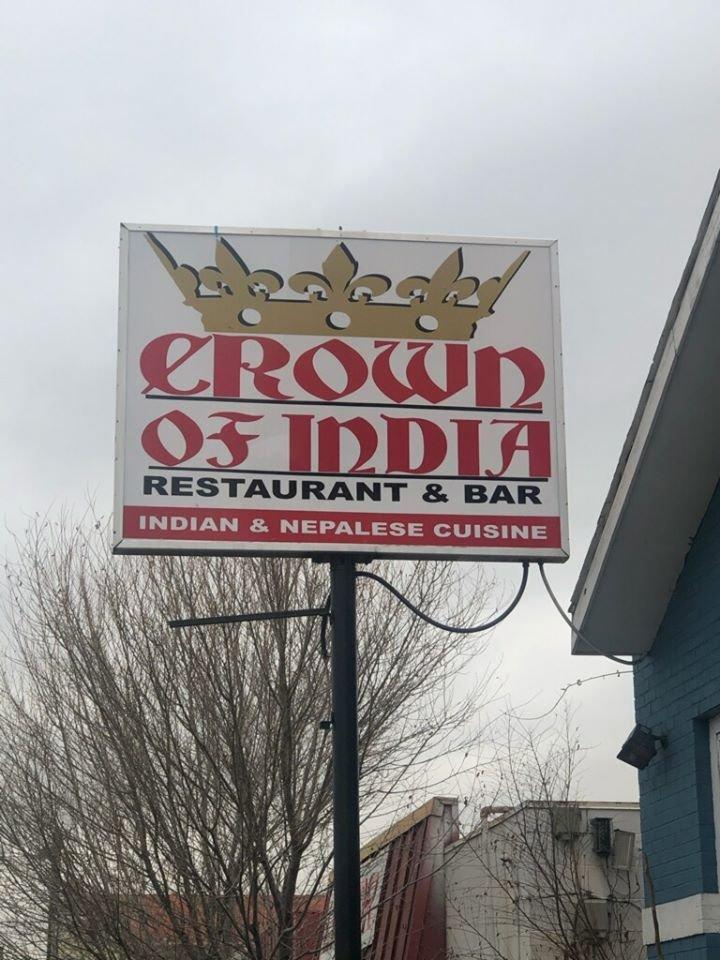 CROWN
OF INDIA
RESTAURANT & BAR
INDIAN & NEPALESE CUISINE